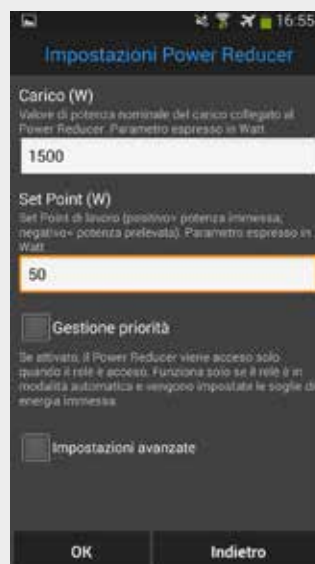 16:55
Impostazioni Power Reducer
Carico (W)
Valore di potenza nominale del carico collegato al
Power Reducer. Parametro espresso in Watt
1500
Set Point (W)
Set Point di lavoro (positivo= potenza immessa;
negativo= potenza prelevata). Parametro espresso in
Watt
50
Gestione priorità
Se attivato, il Power Reducer viene acceso solo
quando il relè è acceso. Funziona solo se il relè è in
modalità automatica e vengono impostate le soglie di
energia immessa.
Impostazioni avanzate
OK
Indietro